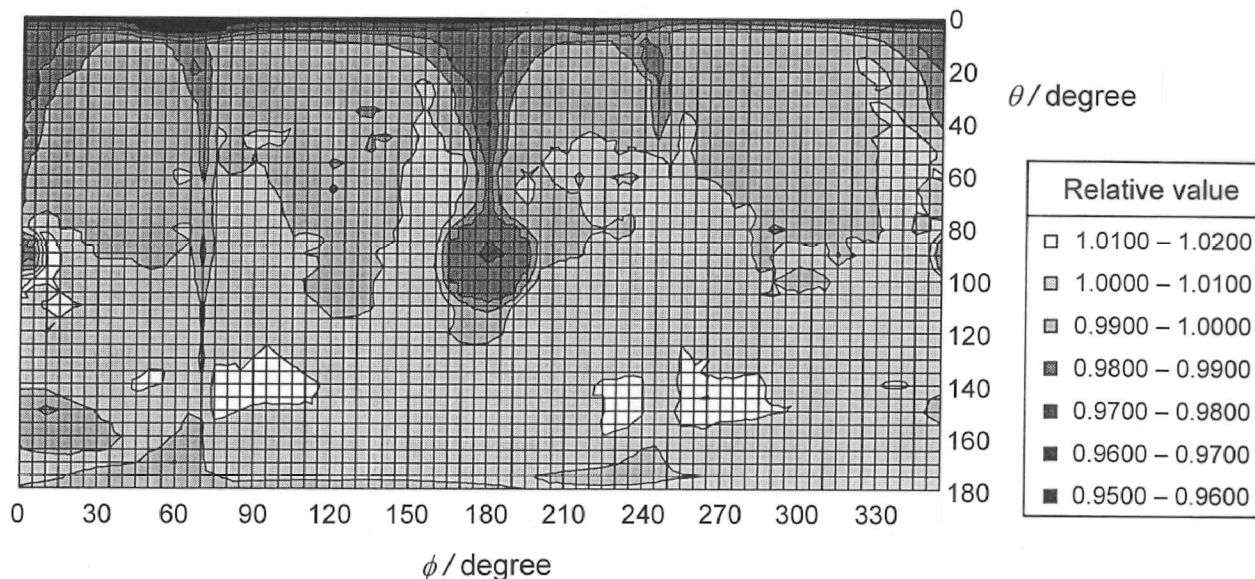 0
20
40
60
80
100
120
140
160
180
θ / degree
0 30 60 90 120 150 180 210 240 270 300 330
ϕ / degree
Relative value
1.0100 – 1.0200
1.0000 – 1.0100
0.9900 – 1.0000
0.9800 – 0.9900
0.9700 – 0.9800
0.9600 – 0.9700
0.9500 – 0.9600